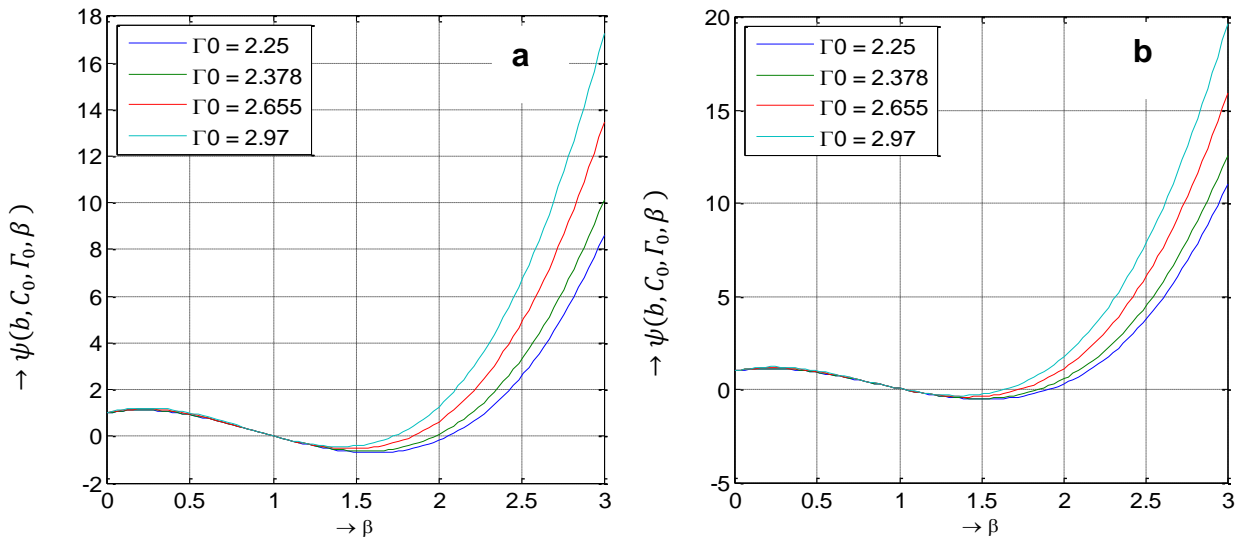 a
Γ0 = 2.25
Γ0 = 2.378
Γ0 = 2.655
Γ0 = 2.97
18
16
14
12
10
8
6
4
2
0
-2
0 0.5 1 1.5 2 2.5 3
→ β
→ ψ(b, C₀, Γ₀, β )
b
Γ0 = 2.25
Γ0 = 2.378
Γ0 = 2.655
Γ0 = 2.97
20
15
10
5
0
-5
0 0.5 1 1.5 2 2.5 3
→ β
→ ψ(b, C₀, Γ₀, β )